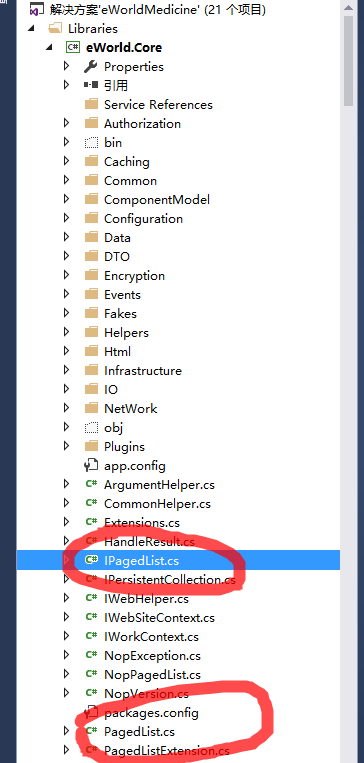 解决方案'eWorldMedicine' (21 个项目)
Libraries
eWorld.Core
Properties
引用
Service References
Authorization
bin
Caching
Common
ComponentModel
Configuration
Data
DTO
Encryption
Events
Fakes
Helpers
Html
Infrastructure
IO
NetWork
obj
Plugins
app.config
ArgumentHelper.cs
CommonHelper.cs
Extensions.cs
HandleResult.cs
IPagedList.cs
IPersistentCollection.cs
IWebHelper.cs
IWebSiteContext.cs
IWorkContext.cs
NopException.cs
NopPagedList.cs
NopVersion.cs
packages.config
PagedList.cs
PagedListExtension.cs